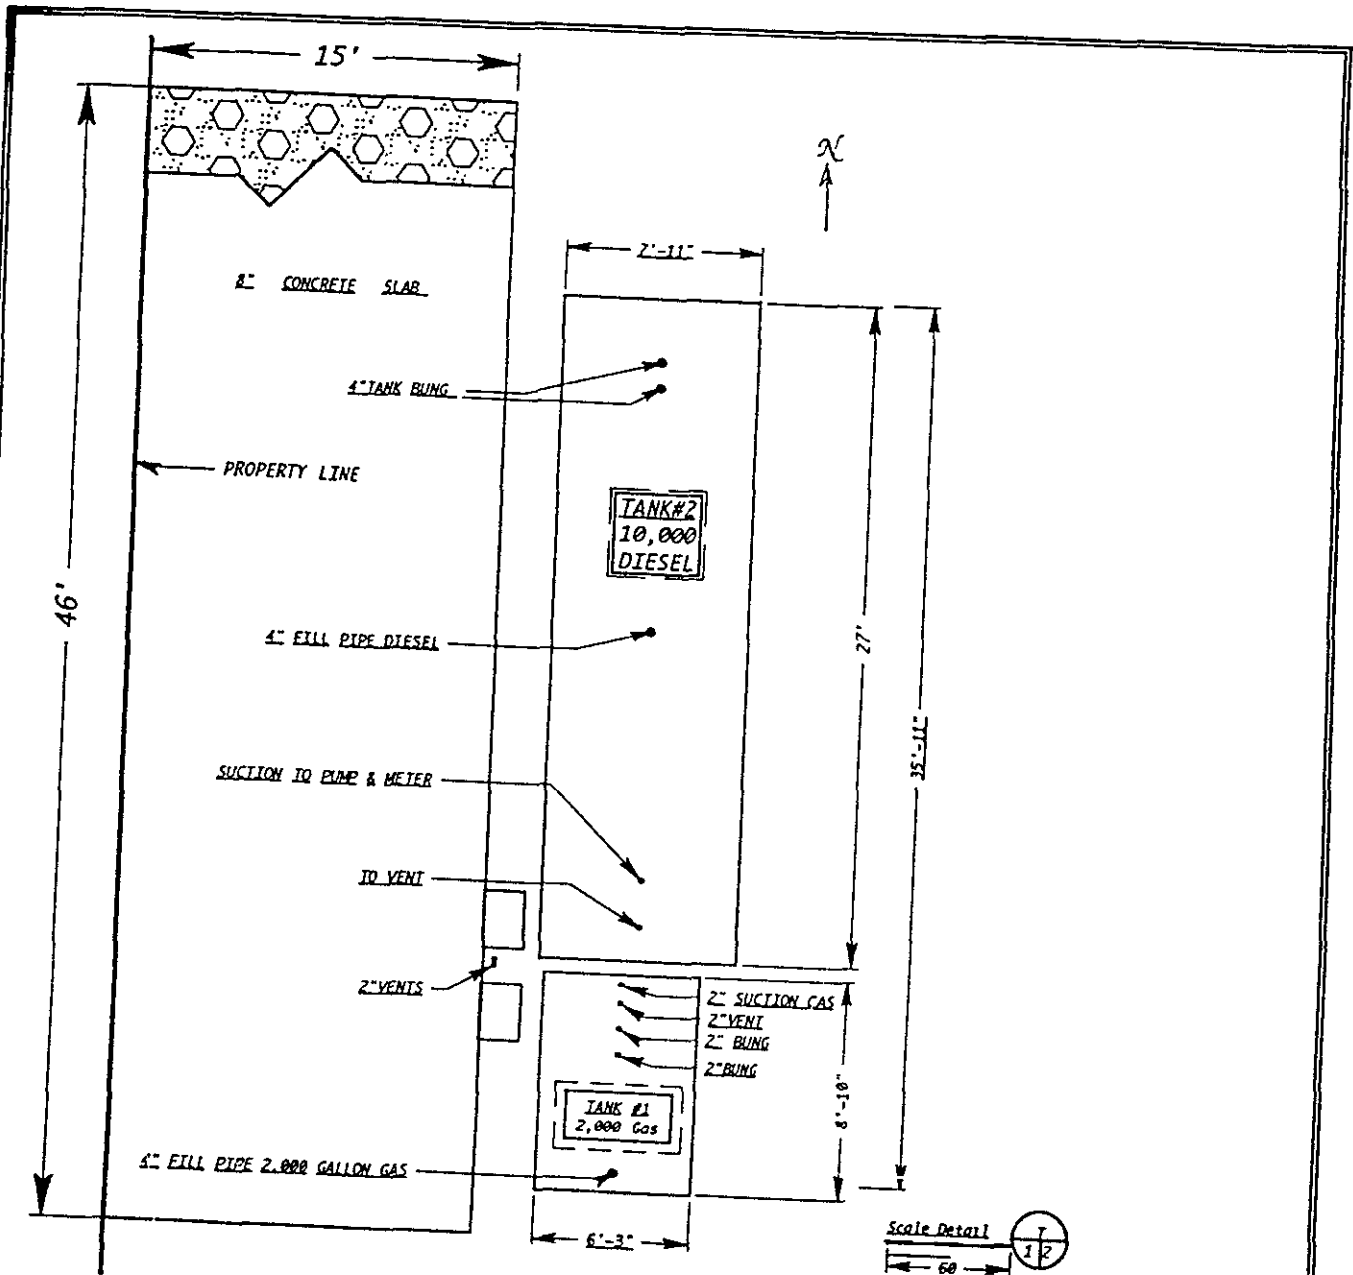 15'
N
7'-11"
8" CONCRETE SLAB
4" TANK BUNG
PROPERTY LINE
TANK#2
10,000
DIESEL
46'
4" FILL PIPE DIESEL
27'
35'-11"
SUCTION TO PUMP & METER
TO VENT
2" VENTS
2" SUCTION GAS
2" VENT
2" BUNG
2" BUNG
8'-10"
TANK #1
2,000 Gas
4" FILL PIPE 2,000 GALLON GAS
6'-3"
Scale Detail
1 2
60